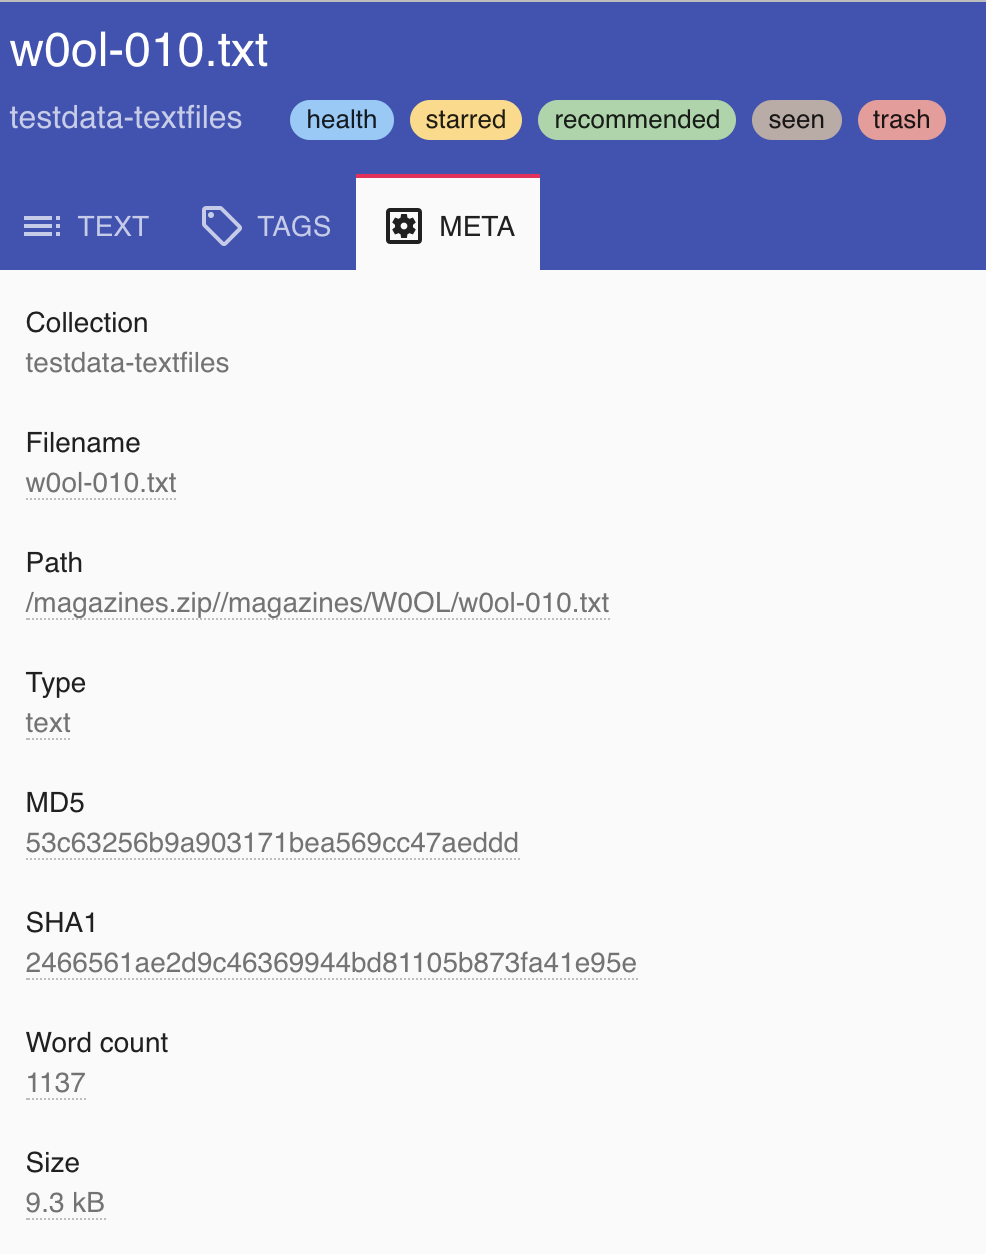 w0ol-010.txt
testdata-textfiles health starred recommended seen trash
TEXT TAGS META
Collection
testdata-textfiles
Filename
w0ol-010.txt
Path
/magazines.zip//magazines/W0OL/w0ol-010.txt
Type
text
MD5
53c63256b9a903171bea569cc47aeddd
SHA1
2466561ae2d9c46369944bd81105b873fa41e95e
Word count
1137
Size
9.3 kB